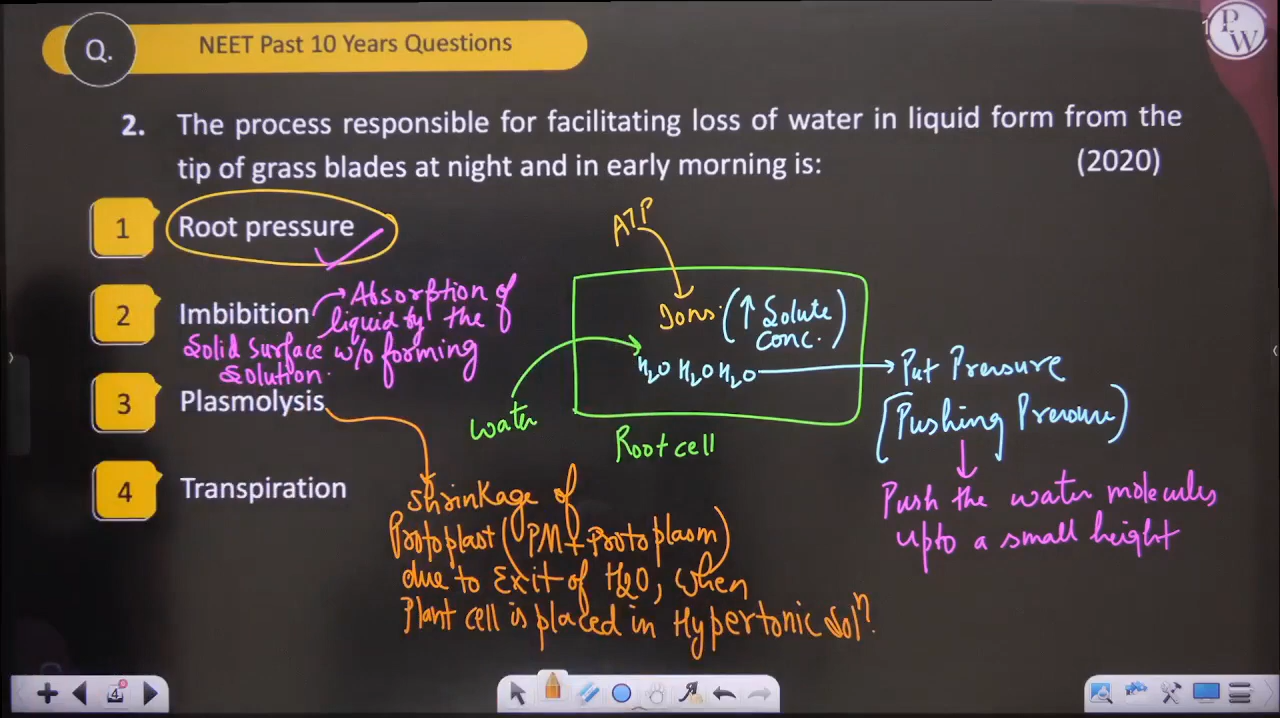 Q.
NEET Past 10 Years Questions
PW
2. The process responsible for facilitating loss of water in liquid form from the
tip of grass blades at night and in early morning is: (2020)
1 Root pressure
2 Imbibition → Absorption of
liquid by the
Solid Surface w/o forming
Solution.
3 Plasmolysis
Shrinkage of
Protoplast (PM + Protoplasm)
due to Exit of H2O, when
Plant cell is placed in Hypertonic Solⁿ.
4 Transpiration
ATP
Ions (↑ Solute
Conc.)
H2O H2O H2O
water
Root cell
Put Pressure
[Pushing Pressure]
Push the water molecules
upto a small height
4